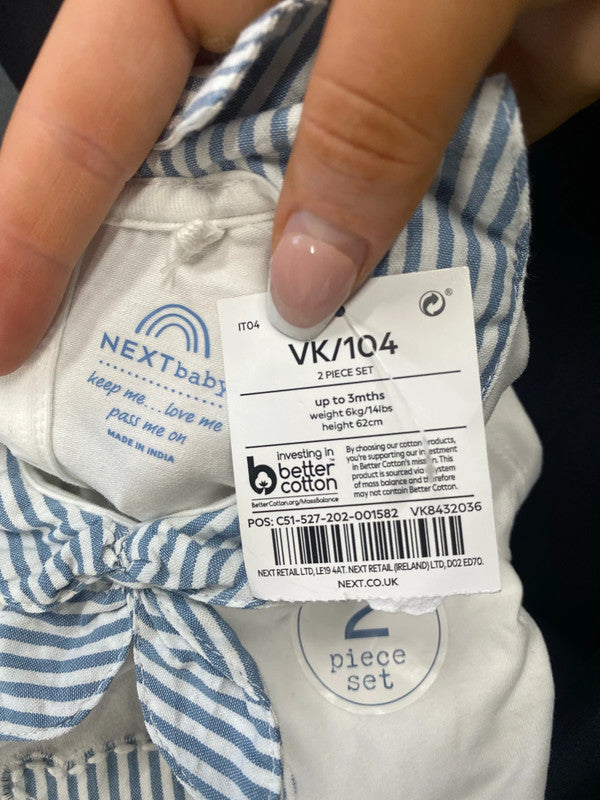 NEXTbaby
keep me... love me
pass me on
MADE IN INDIA
IT04
®
VK/104
2 PIECE SET
up to 3mths
weight 6kg/14lbs
height 62cm
investing in
better
cotton
™
BetterCotton.org/MassBalance
By choosing our cotton products,
you're supporting our investment
in Better Cotton's mission. This
product is sourced via a system
of mass balance and therefore
may not contain Better Cotton.
POS: C51-527-202-001582 VK8432036
NEXT RETAIL LTD, LE19 4AT. NEXT RETAIL (IRELAND) LTD, D02 ED70.
NEXT.CO.UK
2
piece
set